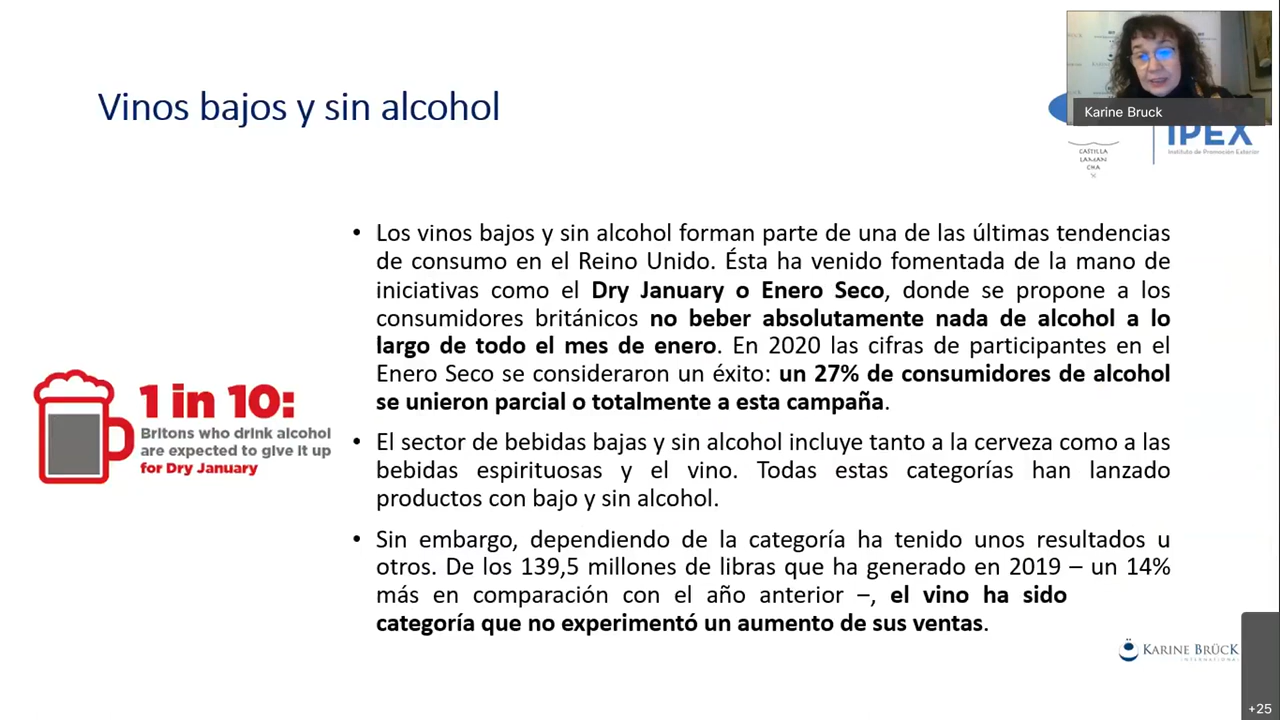 Karine Bruck
Vinos bajos y sin alcohol
IPEX
Instituto de Promoción Exterior
CASTILLA
LAMAN
CHA
• Los vinos bajos y sin alcohol forman parte de una de las últimas tendencias
de consumo en el Reino Unido. Ésta ha venido fomentada de la mano de
iniciativas como el Dry January o Enero Seco, donde se propone a los
consumidores británicos no beber absolutamente nada de alcohol a lo
largo de todo el mes de enero. En 2020 las cifras de participantes en el
Enero Seco se consideraron un éxito: un 27% de consumidores de alcohol
se unieron parcial o totalmente a esta campaña.
1 in 10:
Britons who drink alcohol
are expected to give it up
for Dry January
• El sector de bebidas bajas y sin alcohol incluye tanto a la cerveza como a las
bebidas espirituosas y el vino. Todas estas categorías han lanzado
productos con bajo y sin alcohol.
• Sin embargo, dependiendo de la categoría ha tenido unos resultados u
otros. De los 139,5 millones de libras que ha generado en 2019 – un 14%
más en comparación con el año anterior –, el vino ha sido
categoría que no experimentó un aumento de sus ventas.
KARINE BRÜCK
INTERNATIONAL
+25